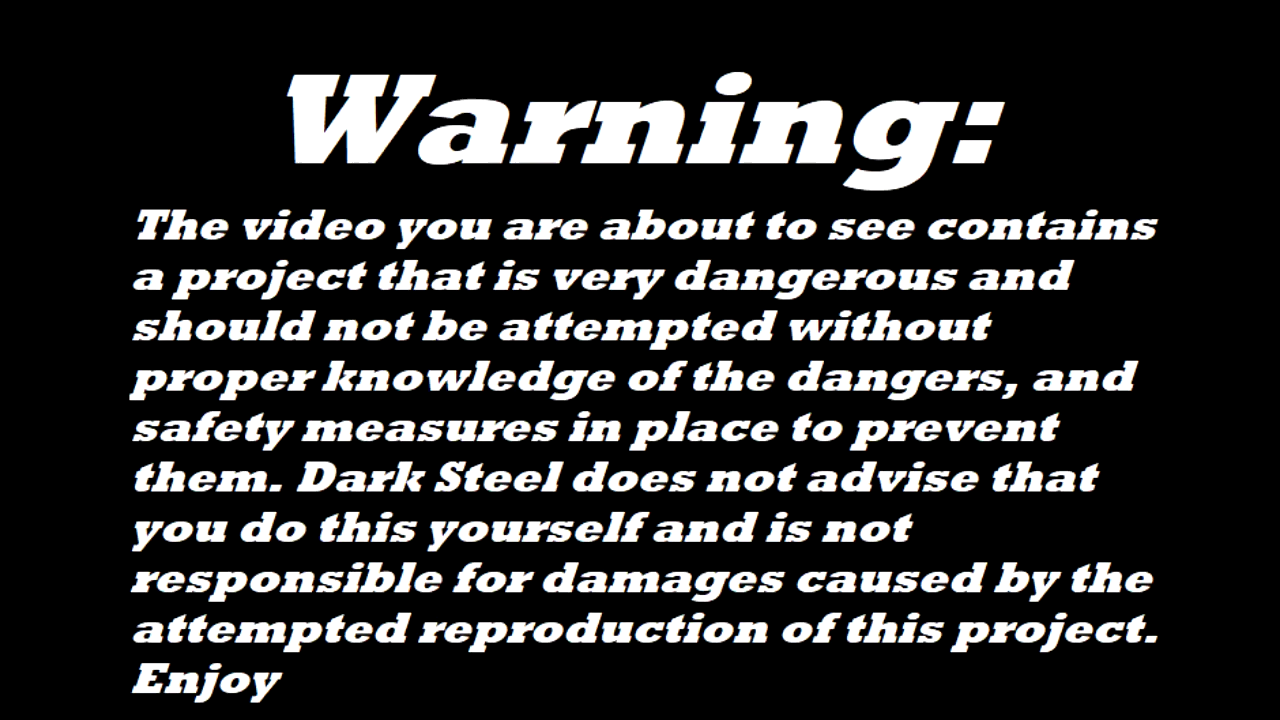 Warning:
The video you are about to see contains
a project that is very dangerous and
should not be attempted without
proper knowledge of the dangers, and
safety measures in place to prevent
them. Dark Steel does not advise that
you do this yourself and is not
responsible for damages caused by the
attempted reproduction of this project.
Enjoy